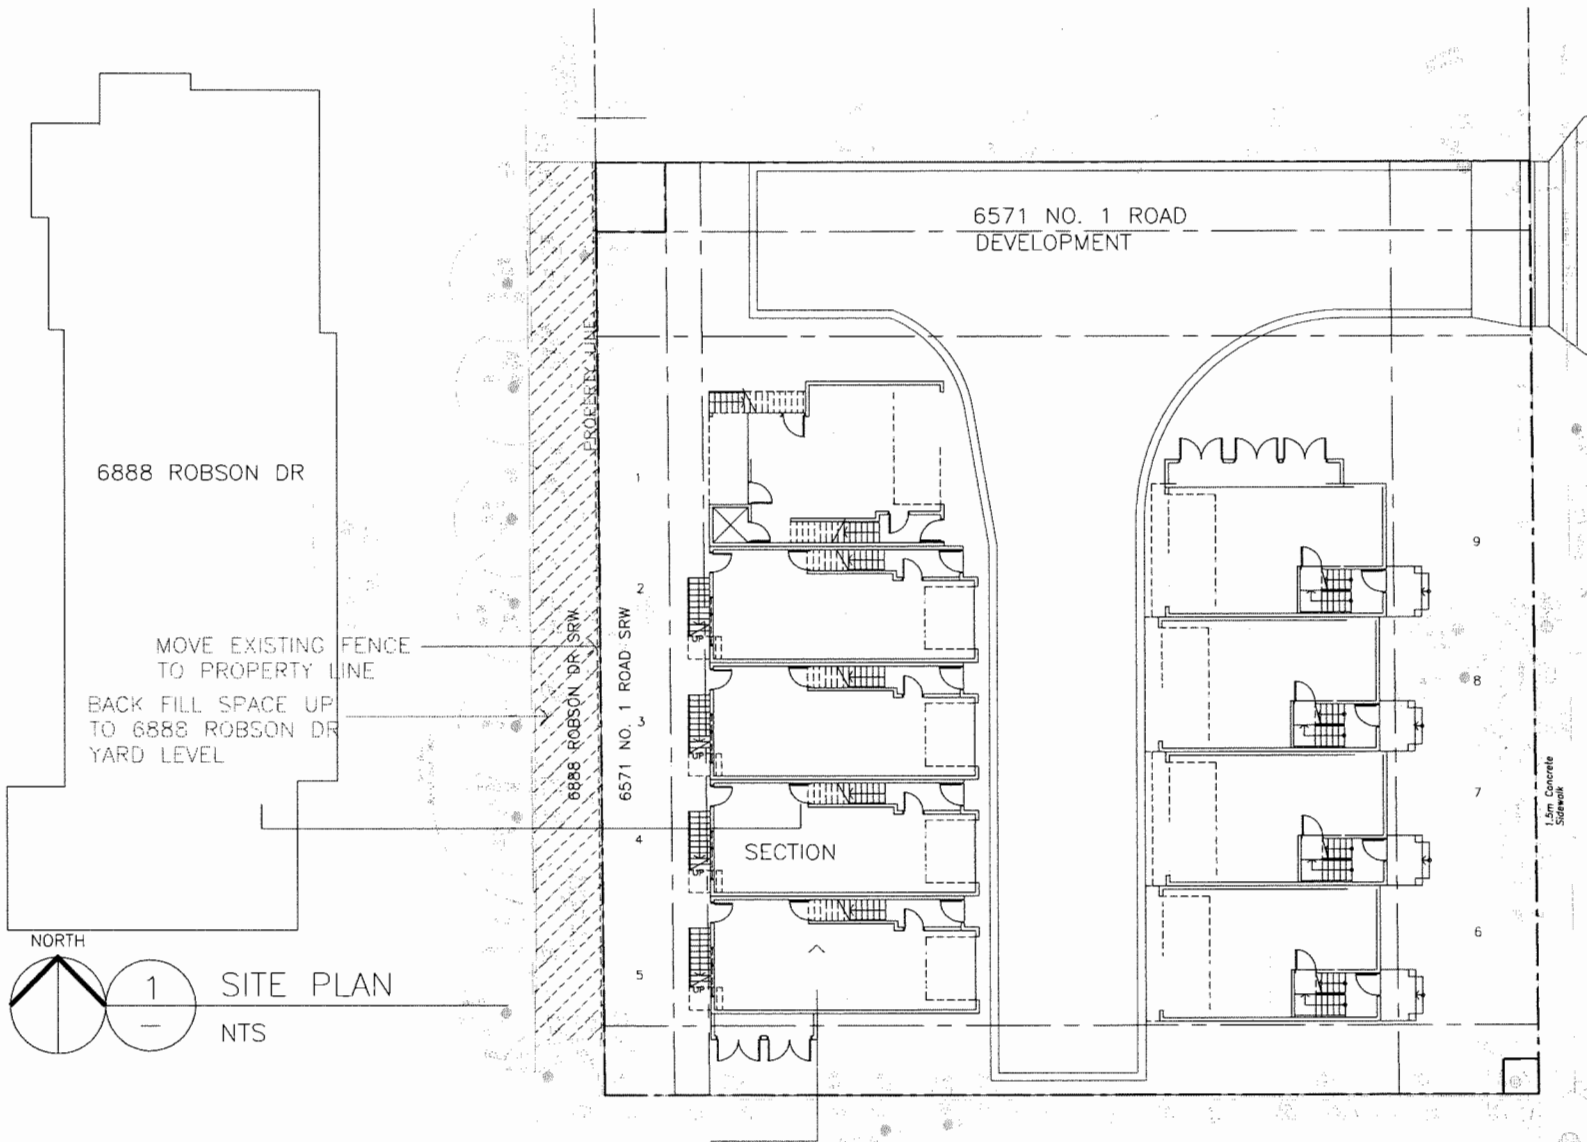 6571 NO. 1 ROAD
DEVELOPMENT
PROPERTY LINE
6888 ROBSON DR
1
2
3
4
5
6
7
8
9
MOVE EXISTING FENCE
TO PROPERTY LINE
BACK FILL SPACE UP
TO 6888 ROBSON DR
YARD LEVEL
6888 ROBSON DR SRW
6571 NO. 1 ROAD SRW
SECTION
1.5m Concrete
Sidewalk
NORTH
1
SITE PLAN
NTS